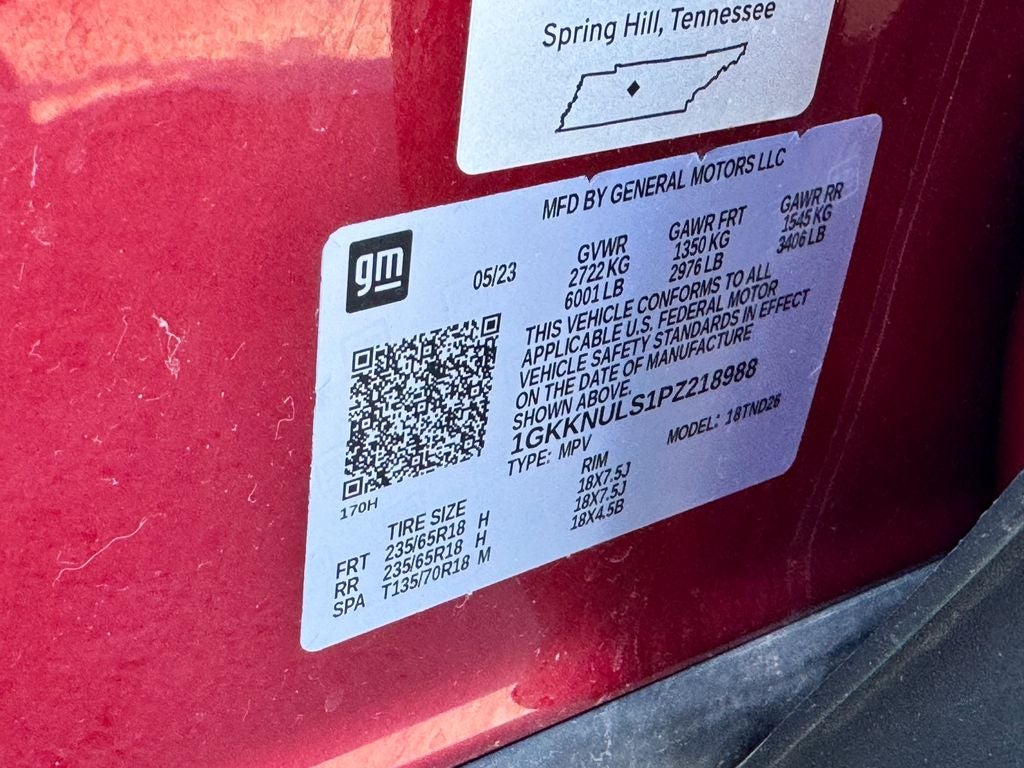 Spring Hill, Tennessee
MFD BY GENERAL MOTORS LLC
gm
05/23
GVWR
2722 KG
6001 LB
GAWR FRT
1350 KG
2976 LB
GAWR RR
1545 KG
3406 LB
THIS VEHICLE CONFORMS TO ALL
APPLICABLE U.S. FEDERAL MOTOR
VEHICLE SAFETY STANDARDS IN EFFECT
ON THE DATE OF MANUFACTURE
SHOWN ABOVE.
1GKKNULS1PZ218988
TYPE: MPV MODEL: 18TND26
170H
TIRE SIZE RIM
FRT 235/65R18 H 18X7.5J
RR 235/65R18 H 18X7.5J
SPA T135/70R18 M 18X4.5B